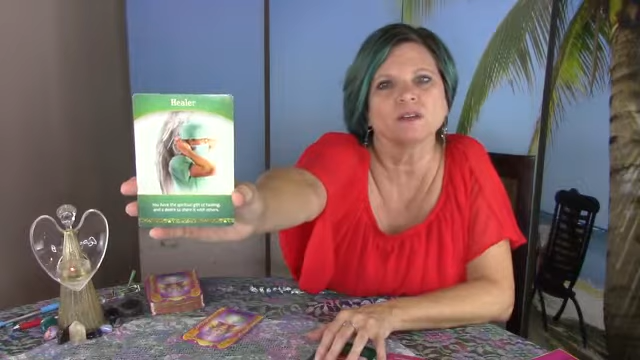 Healer
You have the spiritual gift of healing,
and a desire to share it with others.